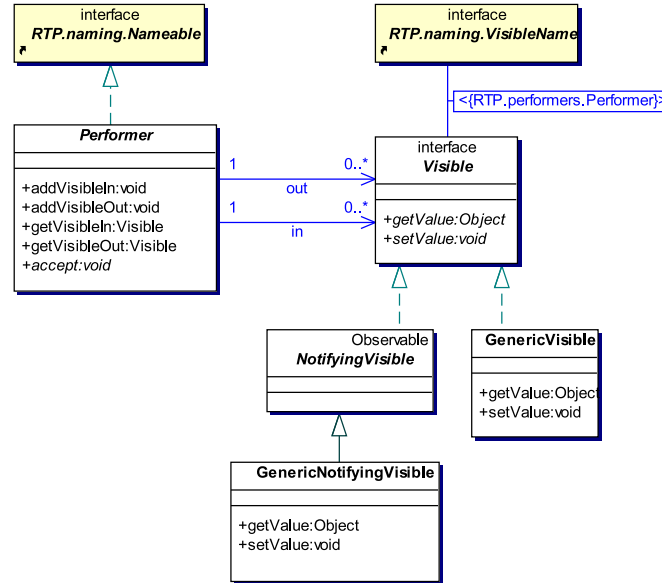 interface
RTP.naming.Nameable
interface
RTP.naming.VisibleName
<{RTP.performers.Performer}>
Performer
+addVisibleIn:void
+addVisibleOut:void
+getVisibleIn:Visible
+getVisibleOut:Visible
+accept:void
1
0..*
out
1
0..*
in
interface
Visible
+getValue:Object
+setValue:void
Observable
NotifyingVisible
GenericVisible
+getValue:Object
+setValue:void
GenericNotifyingVisible
+getValue:Object
+setValue:void